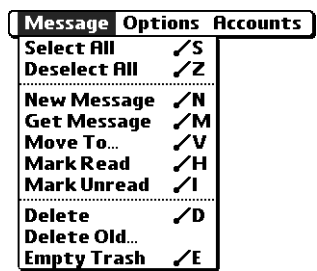 Message Options Accounts
Select All /S
Deselect All /Z
New Message /N
Get Message /M
Move To... /V
Mark Read /H
Mark Unread /I
Delete /D
Delete Old...
Empty Trash /E